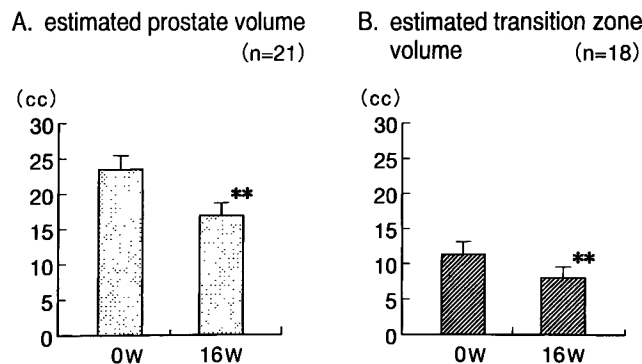 A. estimated prostate volume
(n=21)
(cc)
30
25
20
15
10
5
0
**
0W
16W
B. estimated transition zone
volume (n=18)
(cc)
30
25
20
15
10
5
0
**
0W
16W